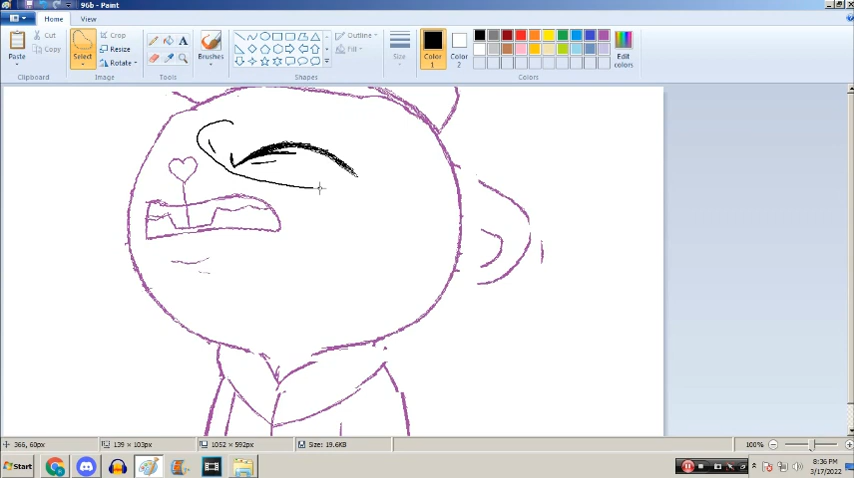 96b - Paint
Home
View
Paste
Cut
Copy
Clipboard
Select
Crop
Resize
Rotate
Image
A
Tools
Brushes
Outline
Fill
Shapes
Size
Color
1
Color
2
Edit
colors
Colors
366, 60px
139 × 103px
1052 × 592px
Size: 19.6KB
100%
Start
8:36 PM
3/17/2022